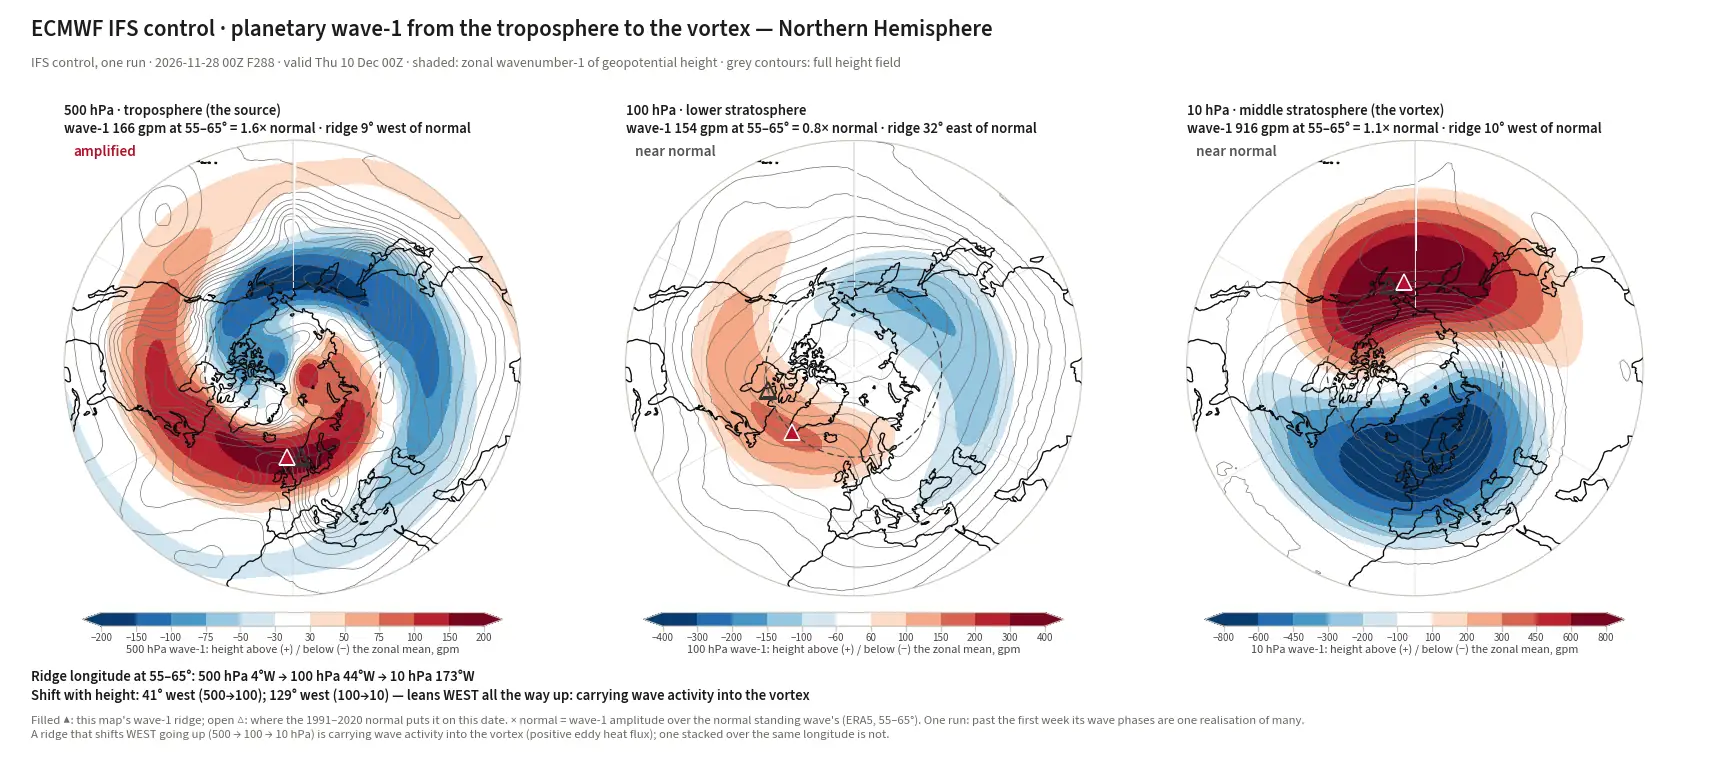 ECMWF IFS control · planetary wave-1 from the troposphere to the vortex — Northern Hemisphere
IFS control, one run · 2026-11-28 00Z F288 · valid Thu 10 Dec 00Z · shaded: zonal wavenumber-1 of geopotential height · grey contours: full height field
500 hPa · troposphere (the source)
wave-1 166 gpm at 55–65° = 1.6× normal · ridge 9° west of normal
amplified
100 hPa · lower stratosphere
wave-1 154 gpm at 55–65° = 0.8× normal · ridge 32° east of normal
near normal
10 hPa · middle stratosphere (the vortex)
wave-1 916 gpm at 55–65° = 1.1× normal · ridge 10° west of normal
near normal
−200 −150 −100 −75 −50 −30 30 50 75 100 150 200
500 hPa wave-1: height above (+) / below (−) the zonal mean, gpm
−400 −300 −200 −150 −100 −60 60 100 150 200 300 400
100 hPa wave-1: height above (+) / below (−) the zonal mean, gpm
−800 −600 −450 −300 −200 −100 100 200 300 450 600 800
10 hPa wave-1: height above (+) / below (−) the zonal mean, gpm
Ridge longitude at 55–65°: 500 hPa 4°W → 100 hPa 44°W → 10 hPa 173°W
Shift with height: 41° west (500→100); 129° west (100→10) — leans WEST all the way up: carrying wave activity into the vortex
Filled ▲: this map's wave-1 ridge; open △: where the 1991–2020 normal puts it on this date. × normal = wave-1 amplitude over the normal standing wave's (ERA5, 55–65°). One run: past the first week its wave phases are one realisation of many.
A ridge that shifts WEST going up (500 → 100 → 10 hPa) is carrying wave activity into the vortex (positive eddy heat flux); one stacked over the same longitude is not.